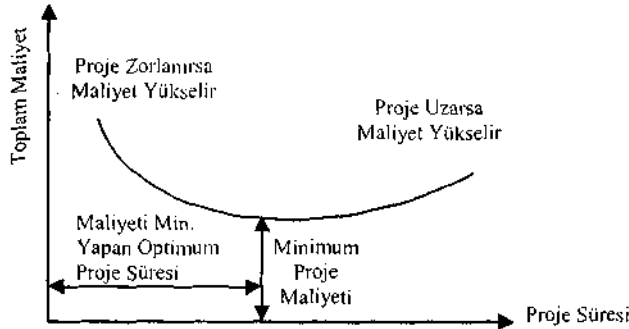 Toplam Maliyet
Proje Zorlanırsa
Maliyet Yükselir
Proje Uzarsa
Maliyet Yükselir
Maliyeti Min.
Yapan Optimum
Proje Süresi
Minimum
Proje
Maliyeti
Proje Süresi